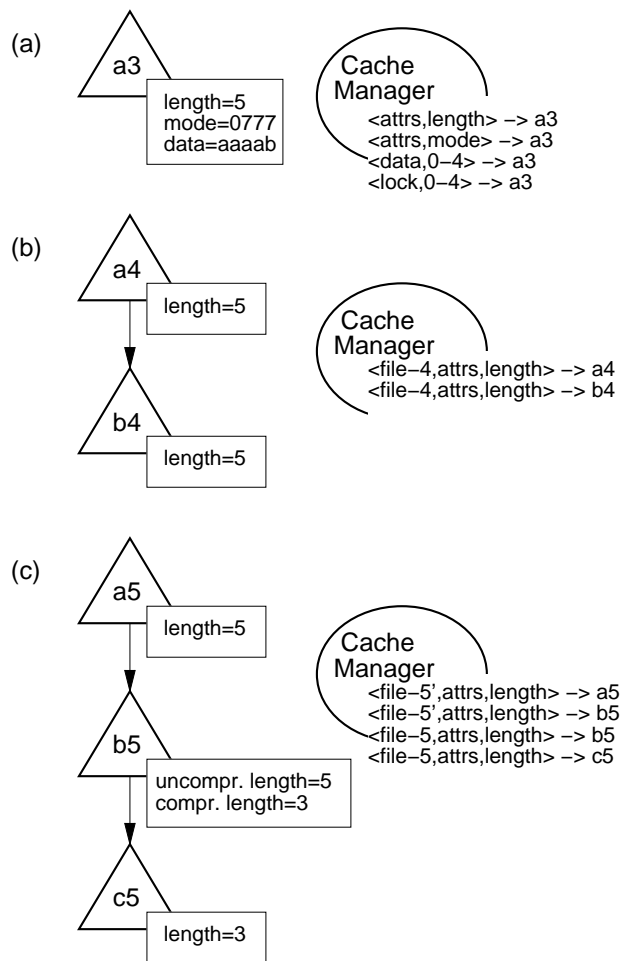 (a)
a3
length=5
mode=0777
data=aaaab
Cache
Manager
<attrs,length> −> a3
<attrs,mode> −> a3
<data,0−4> −> a3
<lock,0−4> −> a3
(b)
a4
length=5
b4
length=5
Cache
Manager
<file−4,attrs,length> −> a4
<file−4,attrs,length> −> b4
(c)
a5
length=5
b5
uncompr. length=5
compr. length=3
c5
length=3
Cache
Manager
<file−5’,attrs,length> −> a5
<file−5’,attrs,length> −> b5
<file−5,attrs,length> −> b5
<file−5,attrs,length> −> c5